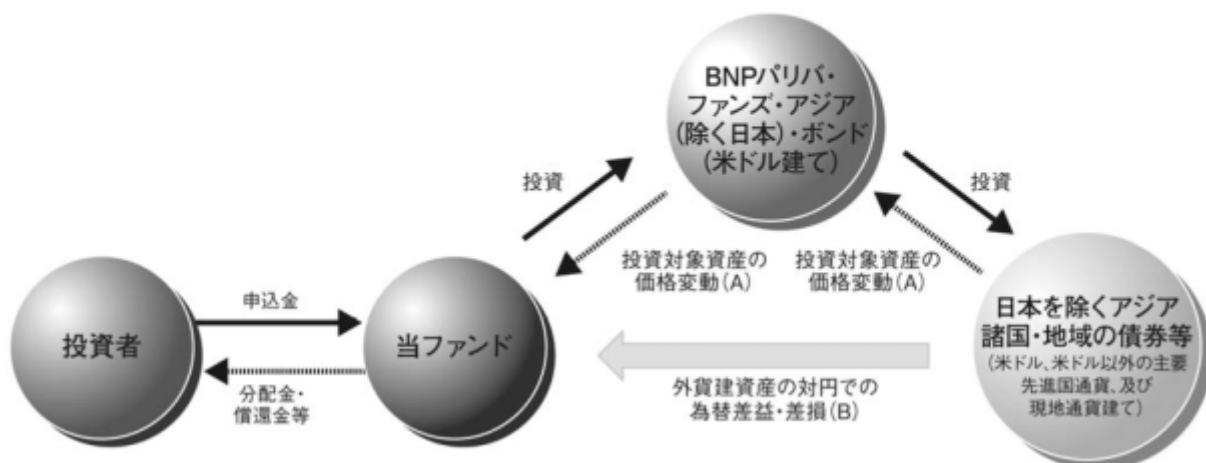 BNPパリバ・
ファンズ・アジア
(除く日本)・ボンド
(米ドル建て)
投資
投資
投資対象資産の
価格変動(A)
投資対象資産の
価格変動(A)
申込金
投資者
当ファンド
分配金・
償還金等
外貨建資産の対円での
為替差益・差損(B)
日本を除くアジア
諸国・地域の債券等
(米ドル、米ドル以外の主要
先進国通貨、及び
現地通貨建て)